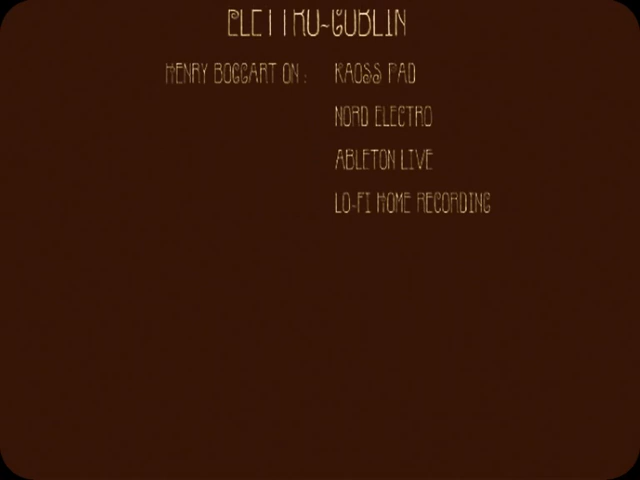 ELETTRO-GOBLIN
HENRY BOGGART ON : KAOSS PAD
NORD ELECTRO
ABLETON LIVE
LO-FI HOME RECORDING